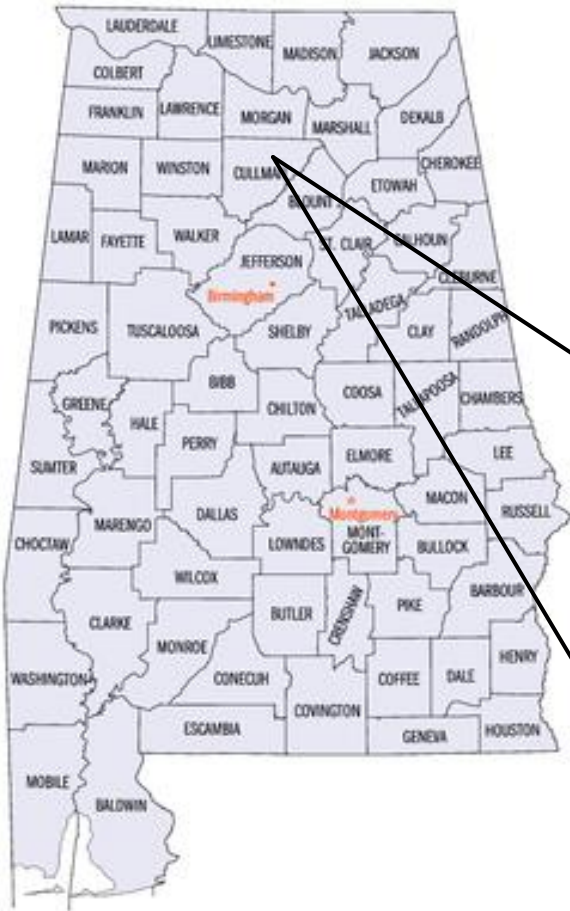 LAUDERDALE
LIMESTONE
MADISON
JACKSON
COLBERT
FRANKLIN
LAWRENCE
MORGAN
MARSHALL
DEKALB
CHEROKEE
MARION
WINSTON
CULLMAN
BLOUNT
ETOWAH
LAMAR
FAYETTE
WALKER
JEFFERSON
ST. CLAIR
CALHOUN
CLEBURNE
Birmingham
PICKENS
TUSCALOOSA
SHELBY
TALLADEGA
CLAY
RANDOLPH
GREENE
HALE
BIBB
CHILTON
COOSA
TALLAPOOSA
CHAMBERS
SUMTER
PERRY
AUTAUGA
ELMORE
LEE
MACON
RUSSELL
CHOCTAW
MARENGO
DALLAS
LOWNDES
Montgomery
MONT-
GOMERY
BULLOCK
WILCOX
BUTLER
CRENSHAW
PIKE
BARBOUR
CLARKE
MONROE
WASHINGTON
CONECUH
COVINGTON
COFFEE
DALE
HENRY
ESCAMBIA
GENEVA
HOUSTON
MOBILE
BALDWIN